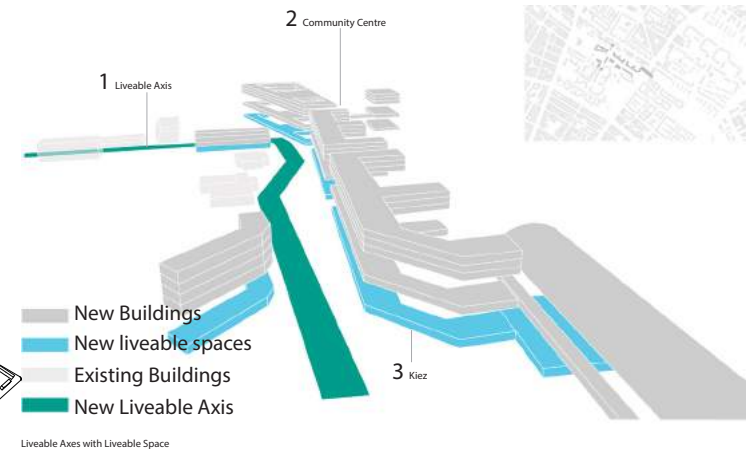 2 Community Centre
1 Liveable Axis
New Buildings
New liveable spaces
Existing Buildings
3 Kiez
New Liveable Axis
Liveable Axes with Liveable Space